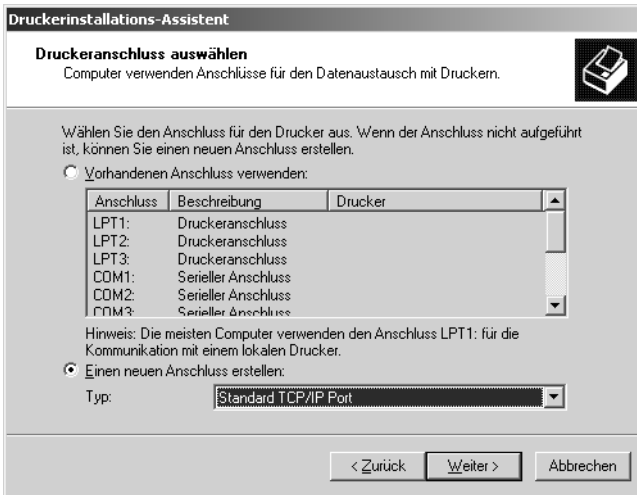 Druckerinstallations-Assistent
Druckeranschluss auswählen
Computer verwenden Anschlüsse für den Datenaustausch mit Druckern.
Wählen Sie den Anschluss für den Drucker aus. Wenn der Anschluss nicht aufgeführt
ist, können Sie einen neuen Anschluss erstellen.
Vorhandenen Anschluss verwenden:
Anschluss Beschreibung Drucker
LPT1: Druckeranschluss
LPT2: Druckeranschluss
LPT3: Druckeranschluss
COM1: Serieller Anschluss
COM2: Serieller Anschluss
COM3: Serieller Anschluss
Hinweis: Die meisten Computer verwenden den Anschluss LPT1: für die
Kommunikation mit einem lokalen Drucker.
Einen neuen Anschluss erstellen:
Typ: Standard TCP/IP Port
< Zurück Weiter > Abbrechen